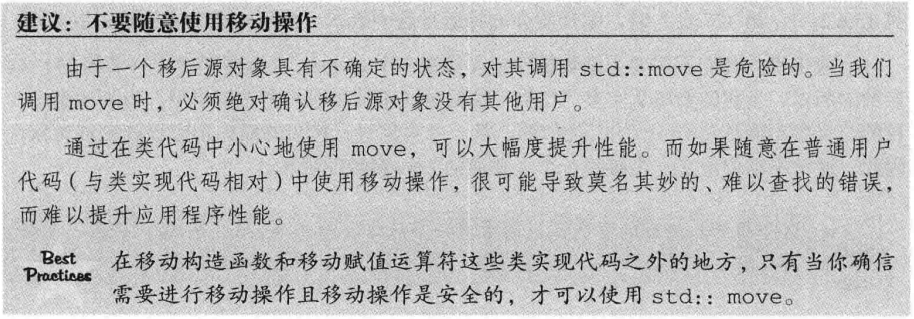 建议：不要随意使用移动操作
由于一个移后源对象具有不确定的状态，对其调用 std::move 是危险的。当我们
调用 move 时，必须绝对确认移后源对象没有其他用户。
通过在类代码中小心地使用 move，可以大幅度提升性能。而如果随意在普通用户
代码（与类实现代码相对）中使用移动操作，很可能导致莫名其妙的、难以查找的错误，
而难以提升应用程序性能。
Best
Practices
在移动构造函数和移动赋值运算符这些类实现代码之外的地方，只有当你确信
需要进行移动操作且移动操作是安全的，才可以使用 std:: move。